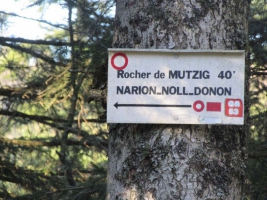 Rocher de MUTZIG 40'
NARION_NOLL_DONON